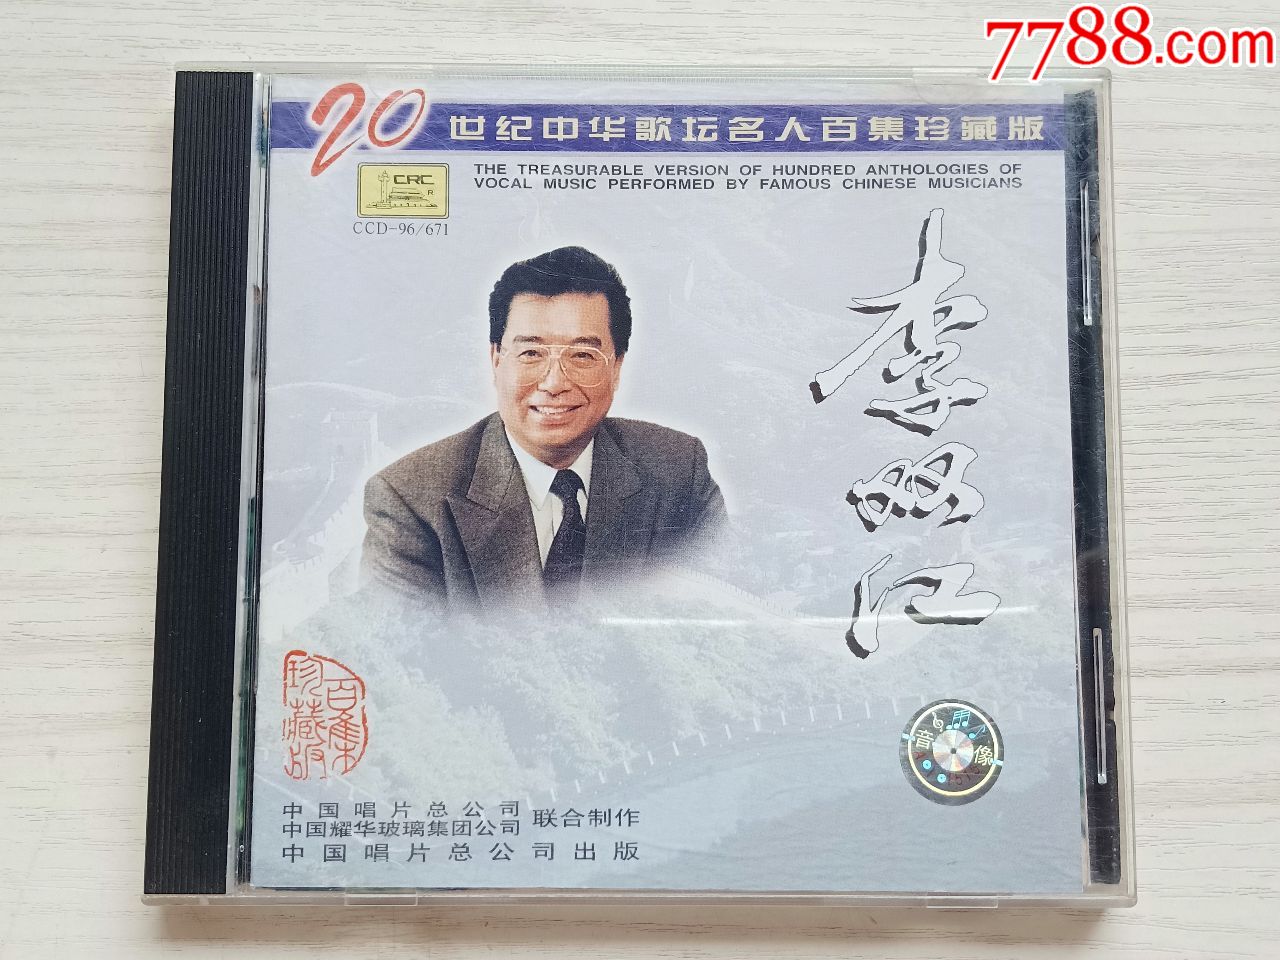 7788.com
20世纪中华歌坛名人百集珍藏版
THE TREASURABLE VERSION OF HUNDRED ANTHOLOGIES OF
VOCAL MUSIC PERFORMED BY FAMOUS CHINESE MUSICIANS
CRC
R
CCD-96/671
李双江
百集
珍藏版
音像
中国唱片总公司
中国耀华玻璃集团公司
联合制作
中国唱片总公司出版